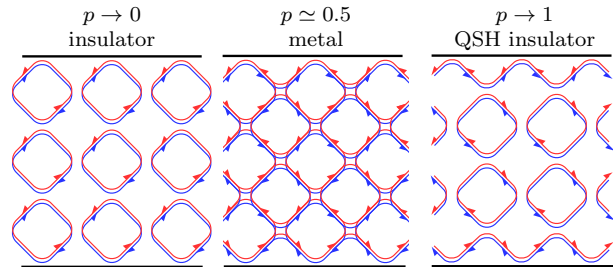 p → 0
insulator
p ≃ 0.5
metal
p → 1
QSH insulator